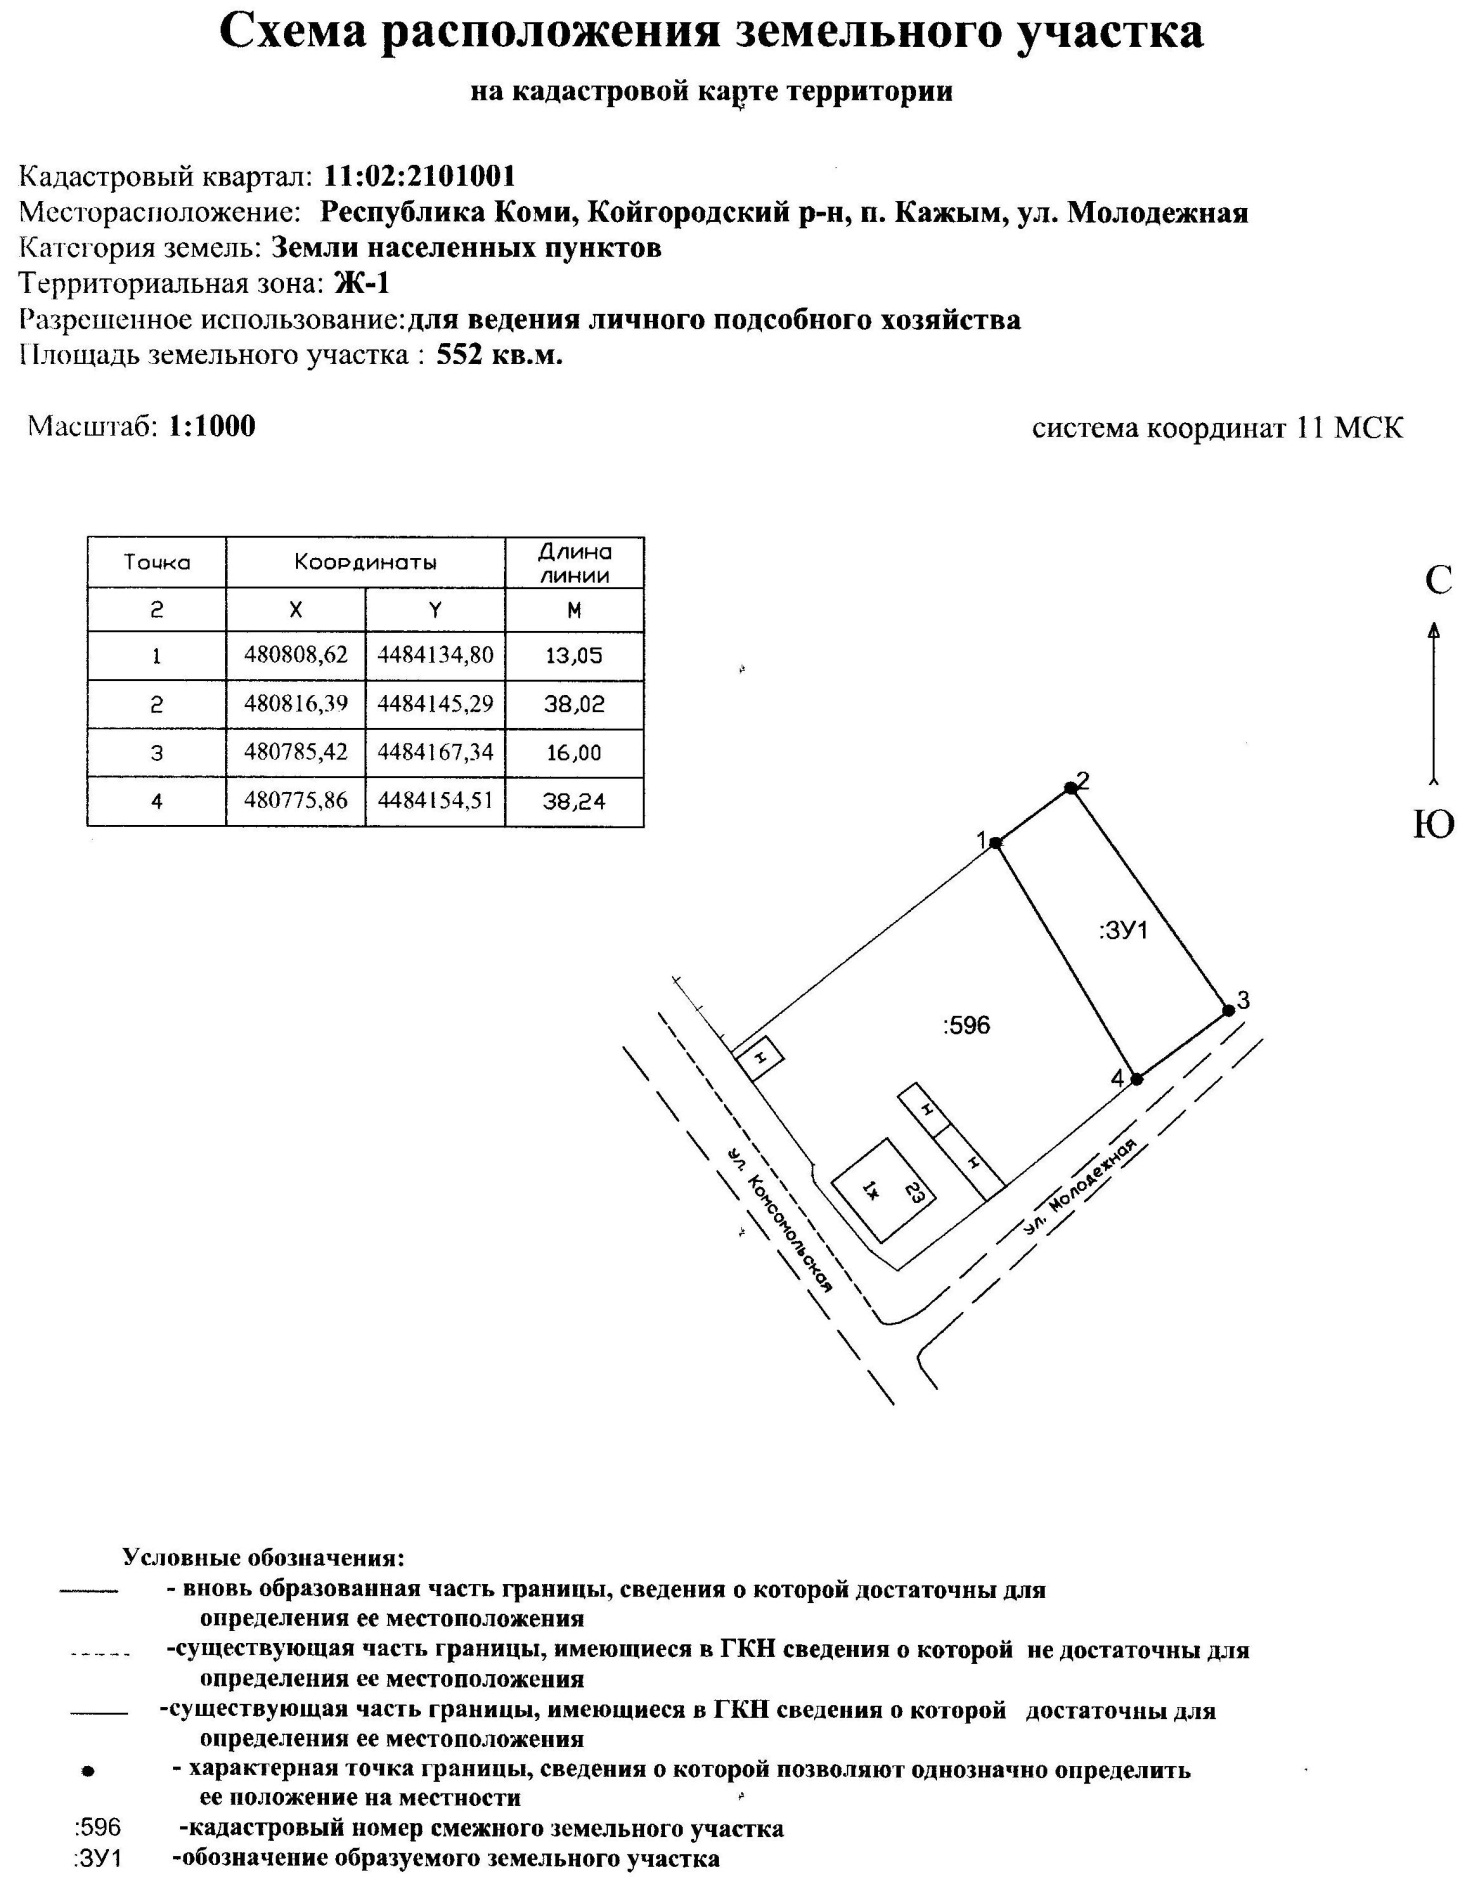 Схема расположения земельного участка
на кадастровой карте территории
Кадастровый квартал: 11:02:2101001
Месторасположение: Республика Коми, Койгородский р-н, п. Кажым, ул. Молодежная
Категория земель: Земли населенных пунктов
Территориальная зона: Ж-1
Разрешенное использование:для ведения личного подсобного хозяйства
Площадь земельного участка : 552 кв.м.
Масштаб: 1:1000
система координат 11 МСК
Точка Координаты Длина линии
2 X Y М
1 480808,62 4484134,80 13,05
2 480816,39 4484145,29 38,02
3 480785,42 4484167,34 16,00
4 480775,86 4484154,51 38,24
С
Ю
2
1
:ЗУ1
3
:596
4
н
н
н
1х
23
ул. Комсомольская
ул. Молодежная
Условные обозначения:
- вновь образованная часть границы, сведения о которой достаточны для
определения ее местоположения
-существующая часть границы, имеющиеся в ГКН сведения о которой не достаточны для
определения ее местоположения
-существующая часть границы, имеющиеся в ГКН сведения о которой достаточны для
определения ее местоположения
- характерная точка границы, сведения о которой позволяют однозначно определить
ее положение на местности
:596 -кадастровый номер смежного земельного участка
:ЗУ1 -обозначение образуемого земельного участка